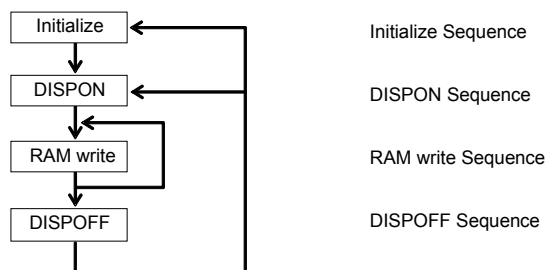 Initialize
Initialize Sequence
DISPON
DISPON Sequence
RAM write
RAM write Sequence
DISPOFF
DISPOFF Sequence